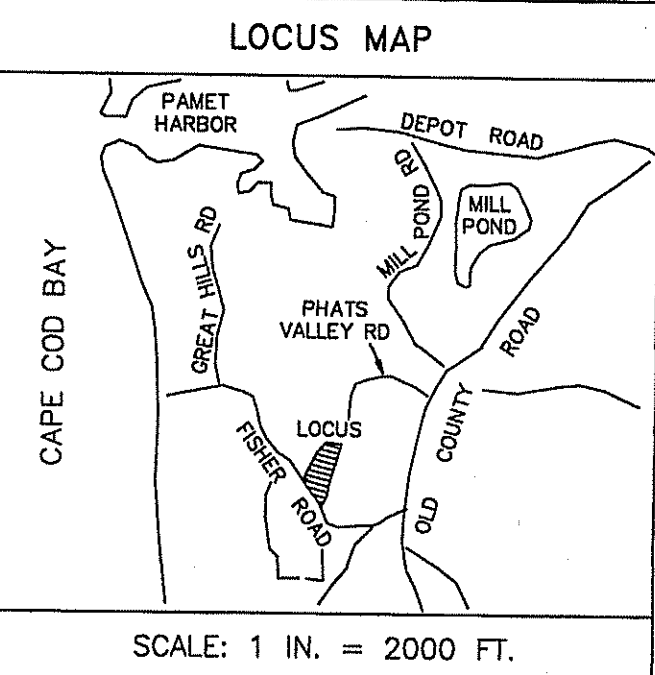 LOCUS MAP
PAMET
HARBOR
DEPOT ROAD
MILL POND RD
MILL
POND
GREAT HILLS RD
CAPE COD BAY
PHATS
VALLEY RD
OLD COUNTY ROAD
LOCUS
FISHER ROAD
SCALE: 1 IN. = 2000 FT.